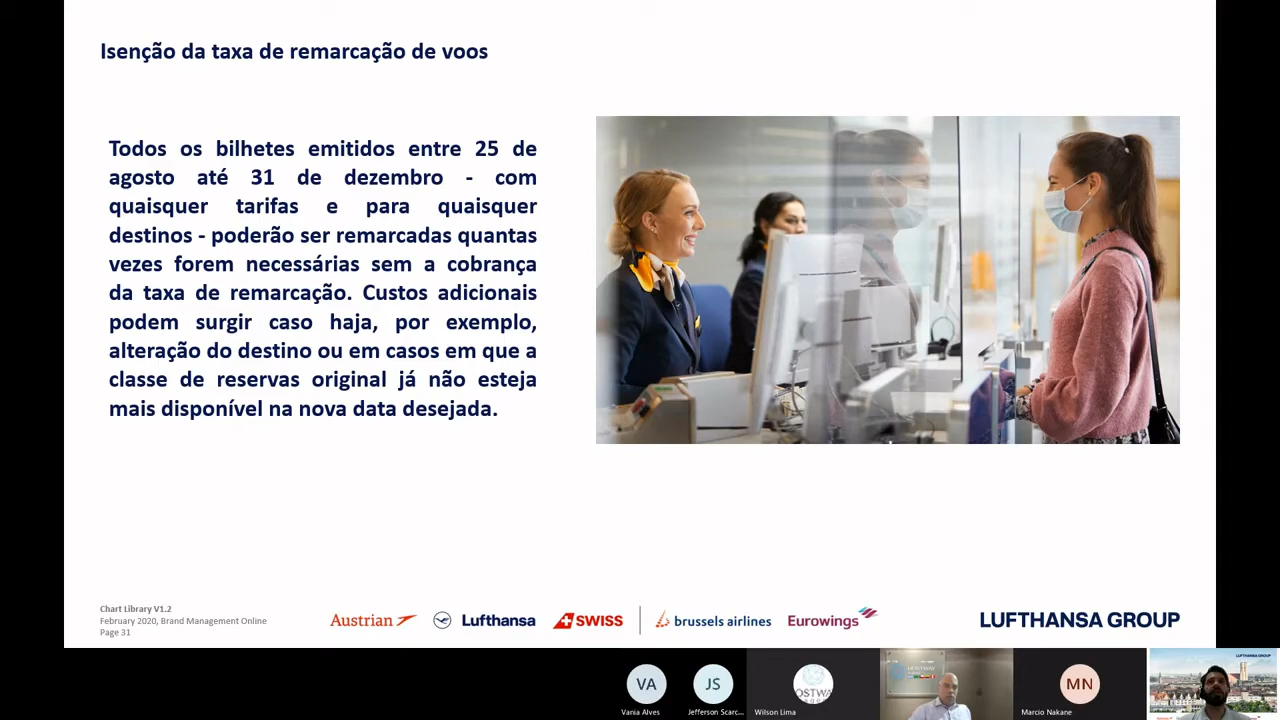 Isenção da taxa de remarcação de voos
Todos os bilhetes emitidos entre 25 de
agosto até 31 de dezembro - com
quaisquer tarifas e para quaisquer
destinos - poderão ser remarcadas quantas
vezes forem necessárias sem a cobrança
da taxa de remarcação. Custos adicionais
podem surgir caso haja, por exemplo,
alteração do destino ou em casos em que a
classe de reservas original já não esteja
mais disponível na nova data desejada.
Chart Library V1.2
February 2020, Brand Management Online
Page 31
Austrian
Lufthansa
SWISS
brussels airlines
Eurowings
LUFTHANSA GROUP
VA
JS
MN
Vania Alves
Jefferson Scarc...
Wilson Lima
Marcio Nakane
LUFTHANSA GROUP